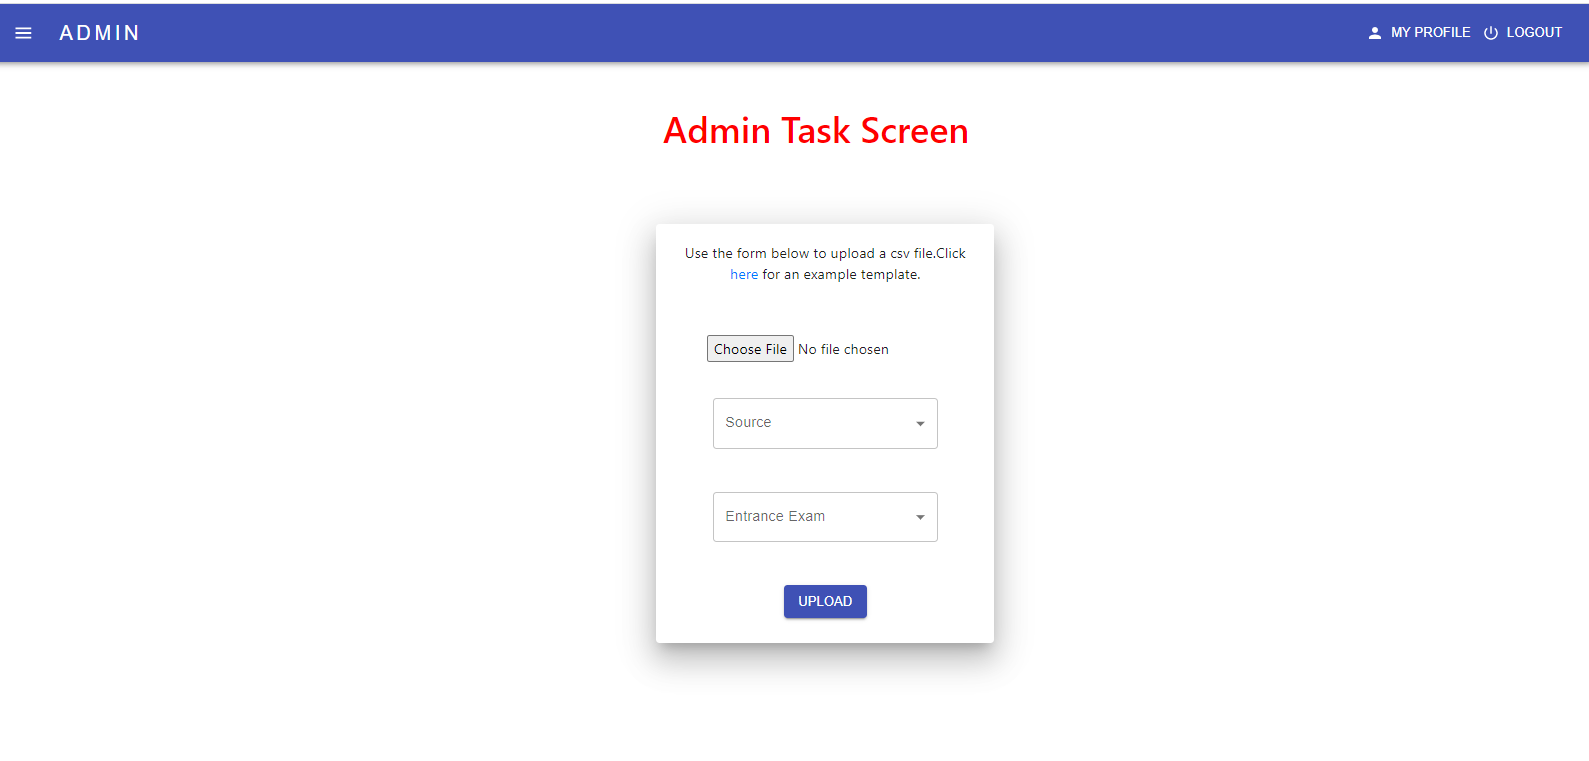 ADMIN
MY PROFILE
LOGOUT
Admin Task Screen
Use the form below to upload a csv file.Click
here for an example template.
Choose File No file chosen
Source
Entrance Exam
UPLOAD